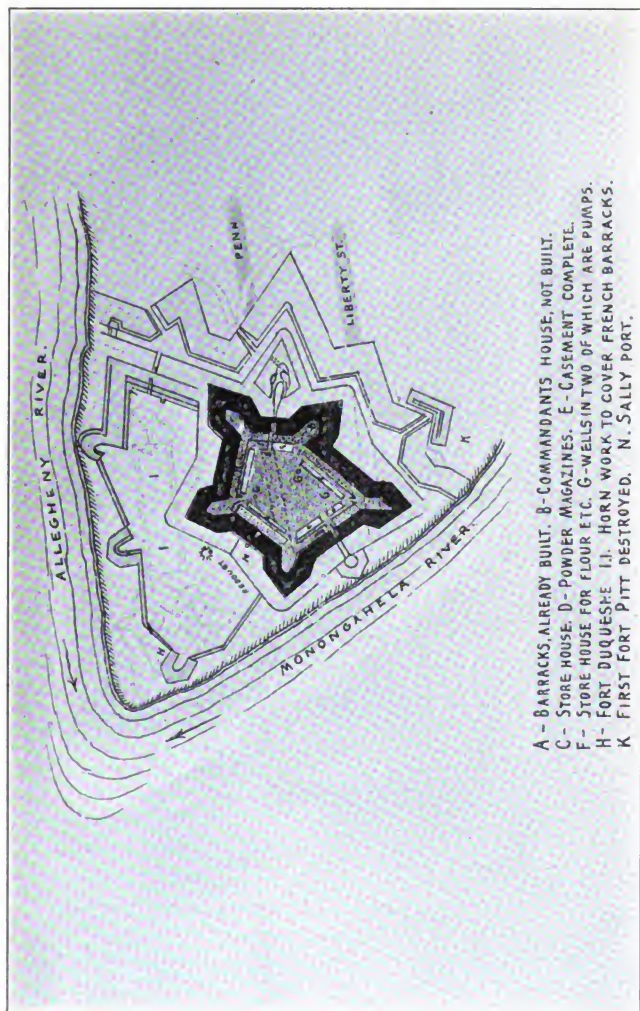 ALLEGHENY RIVER.
PENN
LIBERTY ST.
I
I
H
REDOUBT
N
G
G
K
MONONGAHELA RIVER.
A - BARRACKS, ALREADY BUILT. B - COMMANDANTS HOUSE, NOT BUILT.
C - STORE HOUSE. D - POWDER MAGAZINES. E - CASEMENT COMPLETE.
F - STORE HOUSE FOR FLOUR ETC. G - WELLS IN TWO OF WHICH ARE PUMPS.
H - FORT DUQUESNE I.I. HORN WORK TO COVER FRENCH BARRACKS.
K FIRST FORT PITT DESTROYED. N. SALLY PORT.